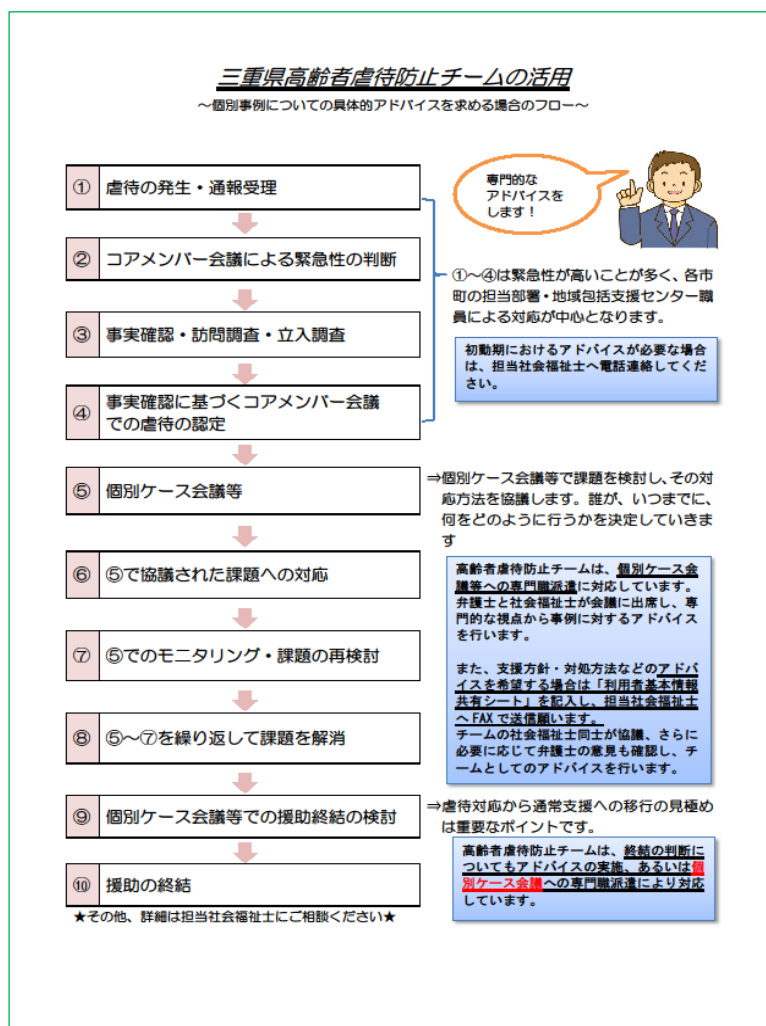 三重県高齢者虐待防止チームの活用
～個別事例についての具体的アドバイスを求める場合のフロー～
専門的な
アドバイスを
します！
① 虐待の発生・通報受理
② コアメンバー会議による緊急性の判断
③ 事実確認・訪問調査・立入調査
④ 事実確認に基づくコアメンバー会議
での虐待の認定
①～④は緊急性が高いことが多く、各市
町の担当部署・地域包括支援センター職
員による対応が中心となります。
初動期におけるアドバイスが必要な場合
は、担当社会福祉士へ電話連絡してくだ
さい。
⑤ 個別ケース会議等
⇒個別ケース会議等で課題を検討し、その対
応方法を協議します。誰が、いつまでに、
何をどのように行うかを決定していきま
す
⑥ ⑤で協議された課題への対応
⑦ ⑤でのモニタリング・課題の再検討
⑧ ⑤～⑦を繰り返して課題を解消
高齢者虐待防止チームは、個別ケース会
議等への専門職派遣に対応しています。
弁護士と社会福祉士が会議に出席し、専
門的な視点から事例に対するアドバイス
を行います。
また、支援方針・対処方法などのアドバ
イスを希望する場合は「利用者基本情報
共有シート」を記入し、担当社会福祉士
へFAXで送信願います。
チームの社会福祉士同士が協議、さらに
必要に応じて弁護士の意見も確認し、チ
ームとしてのアドバイスを行います。
⑨ 個別ケース会議等での援助終結の検討
⇒虐待対応から通常支援への移行の見極め
は重要なポイントです。
高齢者虐待防止チームは、終結の判断に
ついてもアドバイスの実施、あるいは個
別ケース会議への専門職派遣により対応
しています。
⑩ 援助の終結
★その他、詳細は担当社会福祉士にご相談ください★